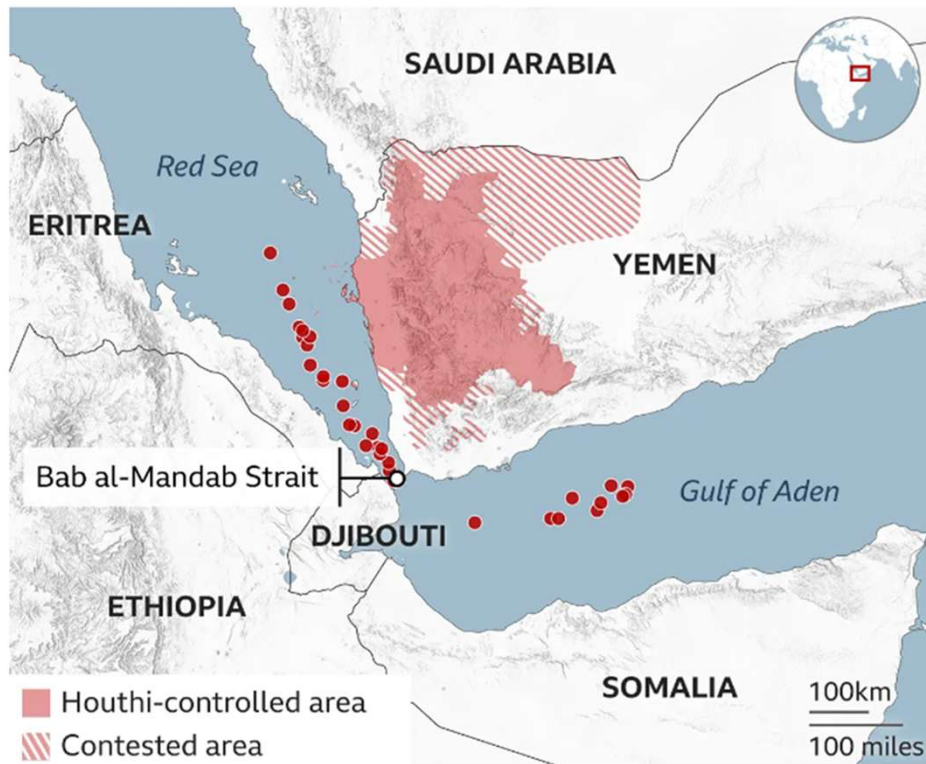 SAUDI ARABIA
Red Sea
ERITREA
YEMEN
Bab al-Mandab Strait
Gulf of Aden
DJIBOUTI
ETHIOPIA
SOMALIA
Houthi-controlled area
Contested area
100km
100 miles